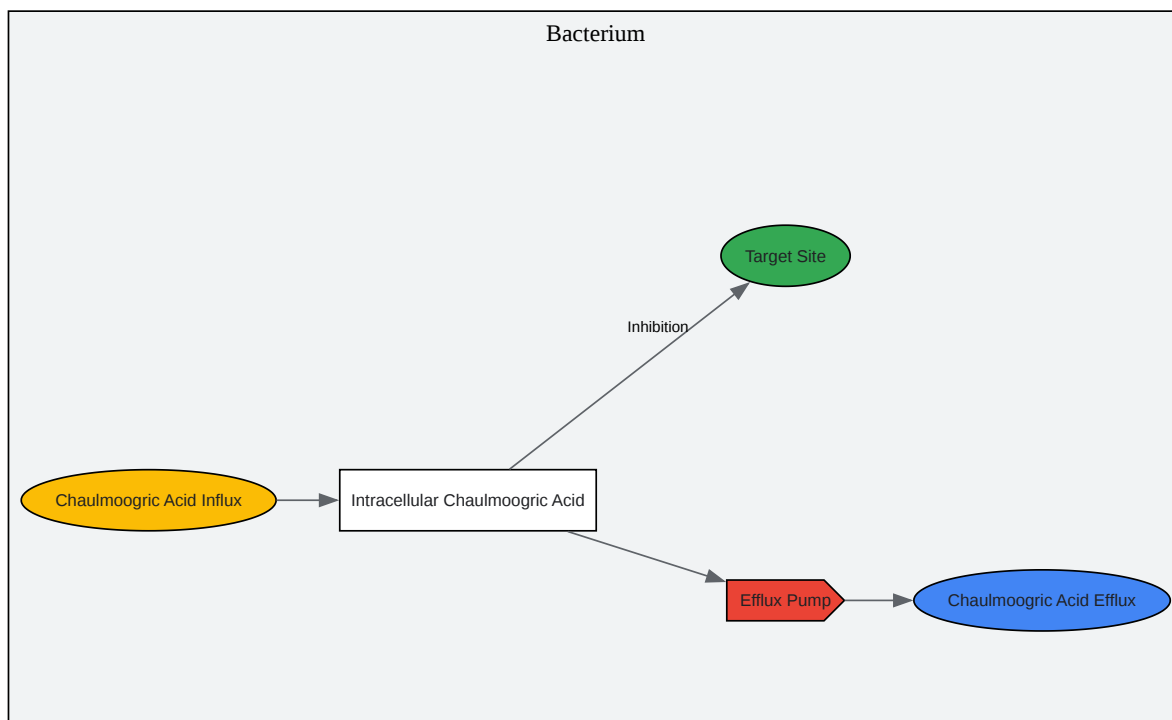 Bacterium
Target Site
Inhibition
Chaulmoogric Acid Influx
Intracellular Chaulmoogric Acid
Efflux Pump
Chaulmoogric Acid Efflux